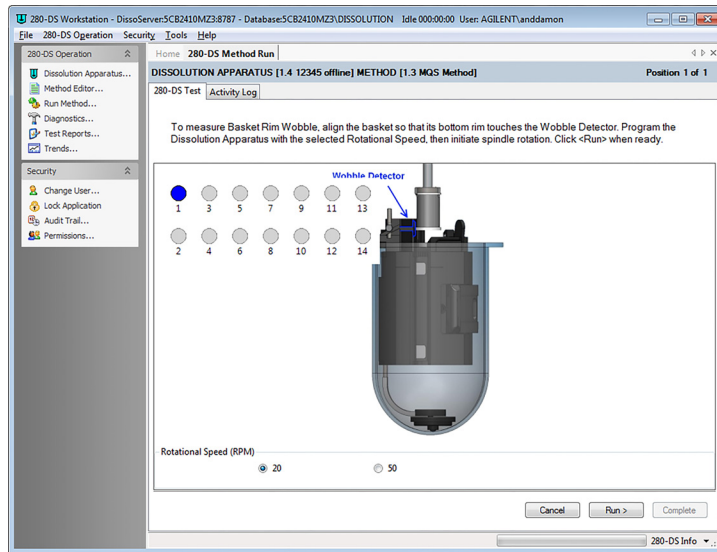 280-DS Workstation - DissoServer:5CB2410MZ3:8787 - Database:5CB2410MZ3\DISSOLUTION Idle 000:00:00 User: AGILENT\anddamon
File 280-DS Operation Security Tools Help
280-DS Operation
Dissolution Apparatus...
Method Editor...
Run Method...
Diagnostics...
Test Reports...
Trends...
Security
Change User...
Lock Application
Audit Trail...
Permissions...
Home 280-DS Method Run
DISSOLUTION APPARATUS [1.4 12345 offline] METHOD [1.3 MQS Method] Position 1 of 1
280-DS Test Activity Log
To measure Basket Rim Wobble, align the basket so that its bottom rim touches the Wobble Detector. Program the
Dissolution Apparatus with the selected Rotational Speed, then initiate spindle rotation. Click <Run> when ready.
Wobble Detector
1 3 5 7 9 11 13
2 4 6 8 10 12 14
Rotational Speed (RPM)
20 50
Cancel Run > Complete
280-DS Info